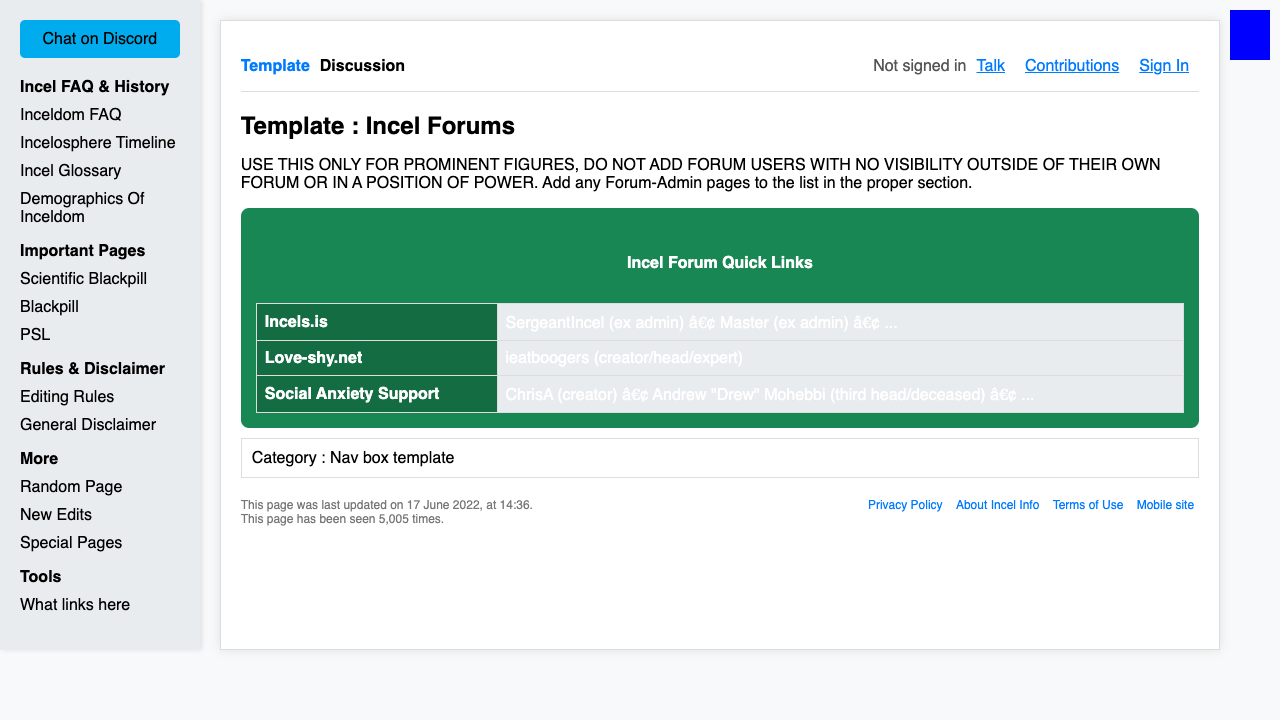 Chat on Discord
Incel FAQ & History
Inceldom FAQ
Incelosphere Timeline
Incel Glossary
Demographics Of
Inceldom
Important Pages
Scientific Blackpill
Blackpill
PSL
Rules & Disclaimer
Editing Rules
General Disclaimer
More
Random Page
New Edits
Special Pages
Tools
What links here
Template Discussion
Not signed in Talk Contributions Sign In
Template : Incel Forums
USE THIS ONLY FOR PROMINENT FIGURES, DO NOT ADD FORUM USERS WITH NO VISIBILITY OUTSIDE OF THEIR OWN
FORUM OR IN A POSITION OF POWER. Add any Forum-Admin pages to the list in the proper section.
Incel Forum Quick Links
Incels.is SergeantIncel (ex admin) â€¢ Master (ex admin) â€¢ ...
Love-shy.net ieatboogers (creator/head/expert)
Social Anxiety Support ChrisA (creator) â€¢ Andrew "Drew" Mohebbi (third head/deceased) â€¢ ...
Category : Nav box template
This page was last updated on 17 June 2022, at 14:36.
This page has been seen 5,005 times.
Privacy Policy About Incel Info Terms of Use Mobile site